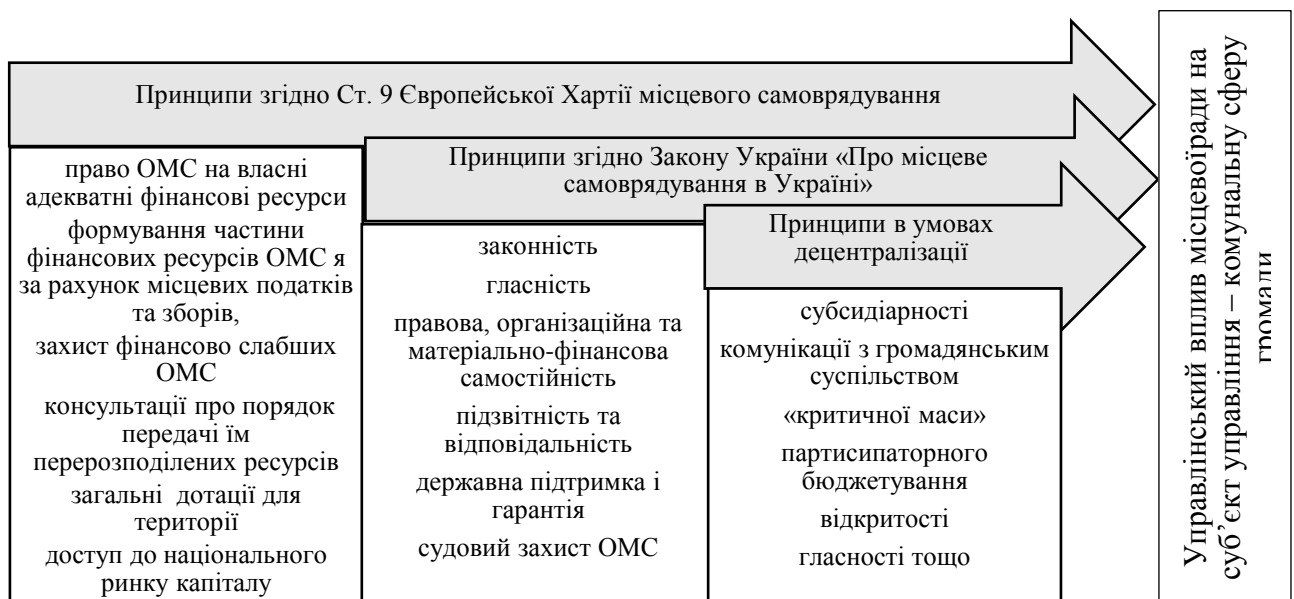 Принципи згідно Ст. 9 Європейської Хартії місцевого самоврядування
право ОМС на власні
адекватні фінансові ресурси
формування частини
фінансових ресурсів ОМС я
за рахунок місцевих податків
та зборів,
захист фінансово слабших
ОМС
консультації про порядок
передачі їм
перерозподілених ресурсів
загальні дотації для
території
доступ до національного
ринку капіталу
Принципи згідно Закону України «Про місцеве
самоврядування в Україні»
законність
гласність
правова, організаційна та
матеріально-фінансова
самостійність
підзвітність та
відповідальність
державна підтримка і
гарантія
судовий захист ОМС
Принципи в умовах
децентралізації
субсидіарності
комунікації з громадянським
суспільством
«критичної маси»
партисипаторного
бюджетування
відкритості
гласності тощо
Управлінський вплив місцевоїради на
суб’єкт управління – комунальну сферу
громади